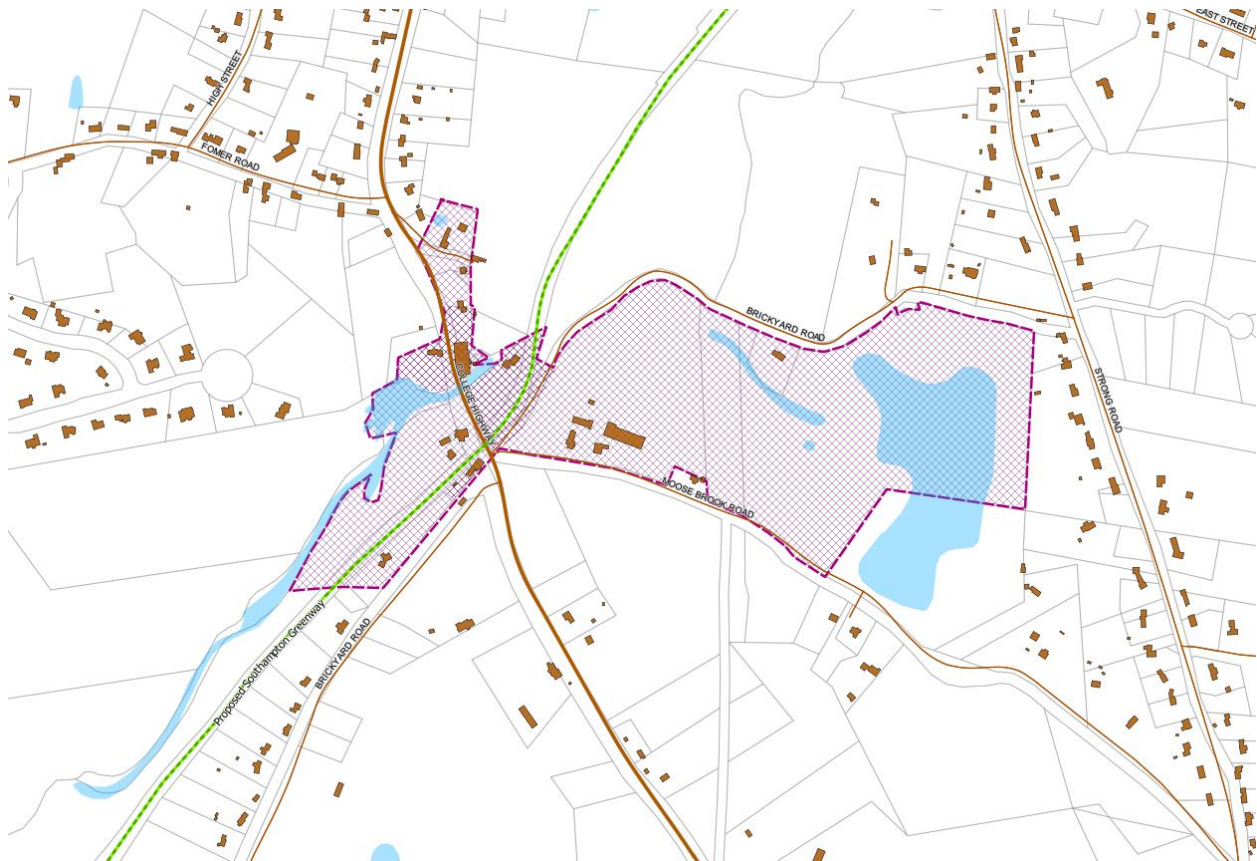 EAST STREET
HIGH STREET
FOMER ROAD
BRICKYARD ROAD
COLLEGE HIGHWAY
STRONG ROAD
MOOSE BROOK ROAD
Proposed Southampton Greenway
BRICKYARD ROAD